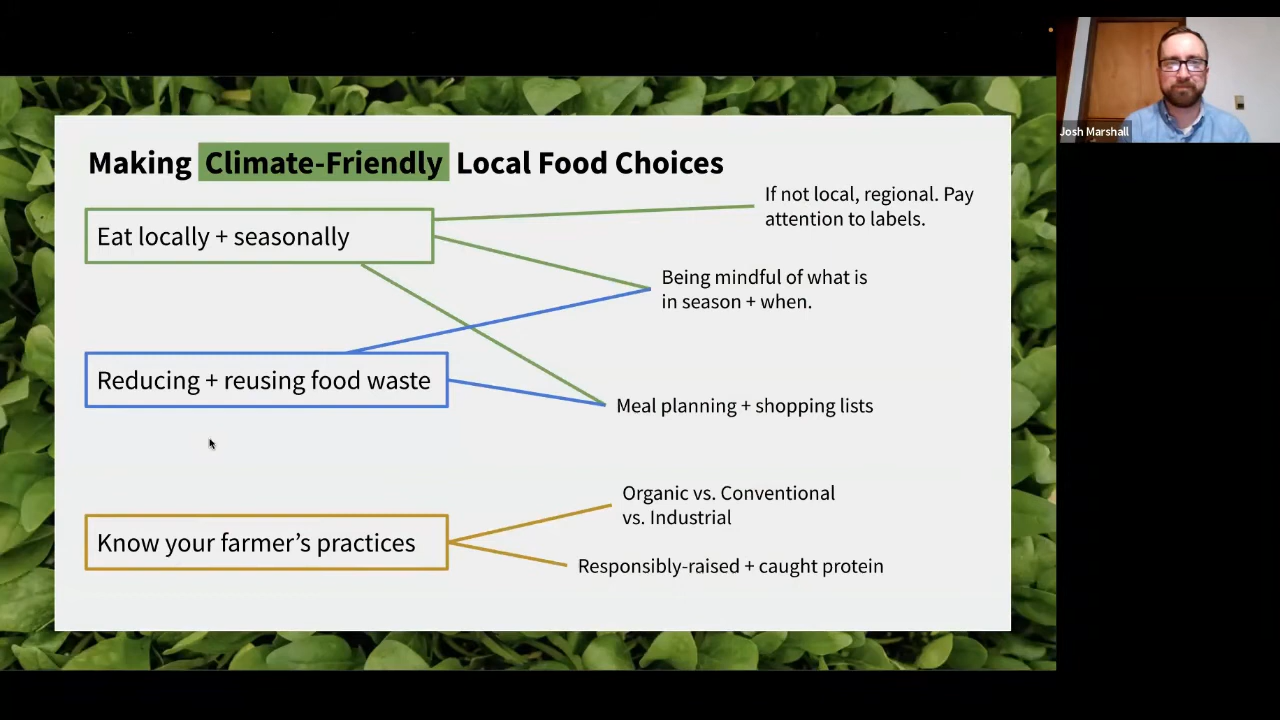 Making Climate-Friendly Local Food Choices
Eat locally + seasonally
If not local, regional. Pay
attention to labels.
Being mindful of what is
in season + when.
Reducing + reusing food waste
Meal planning + shopping lists
Know your farmer’s practices
Organic vs. Conventional
vs. Industrial
Responsibly-raised + caught protein
Josh Marshall